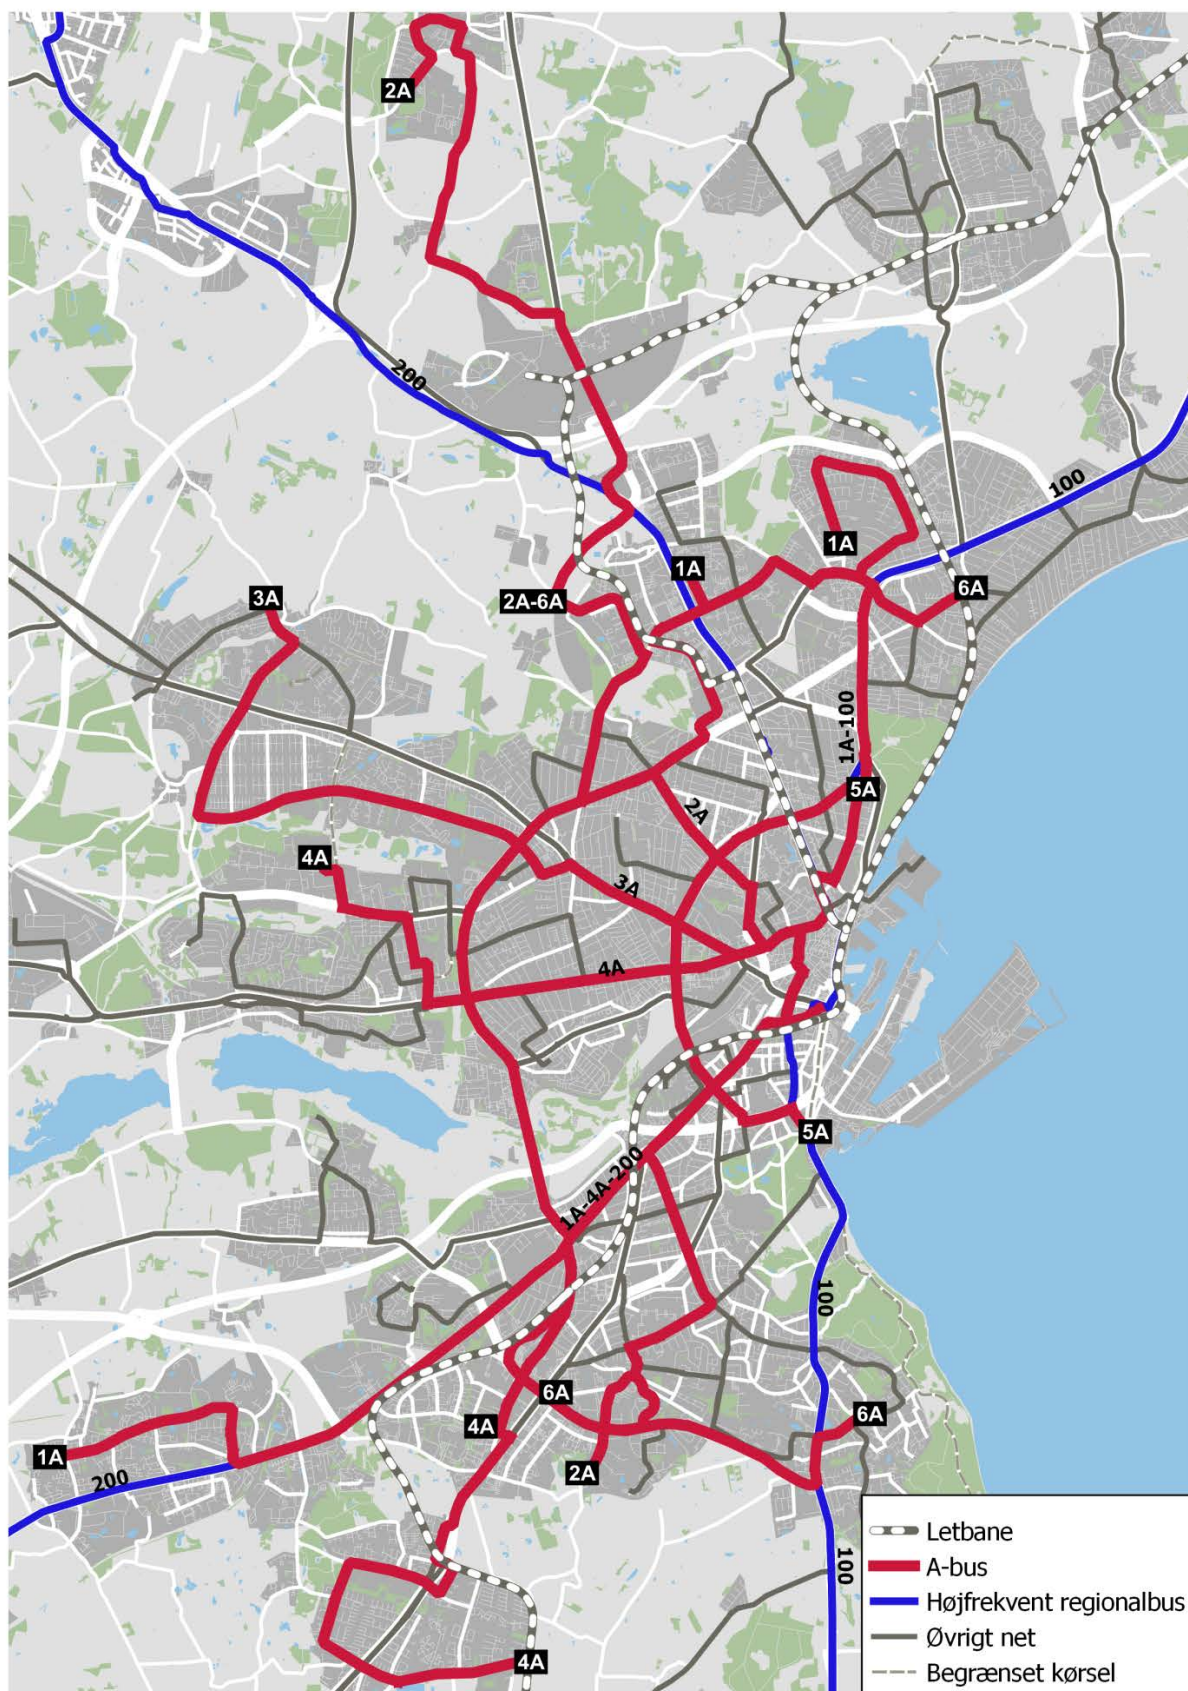 2A
200
100
1A
1A
6A
2A-6A
3A
1A-100
5A
2A
4A
3A
4A
5A
1A-4A-200
100
6A
6A
4A
1A
2A
200
100
4A
Letbane
A-bus
Højfrekvent regionalbus
Øvrigt net
Begrænset kørsel